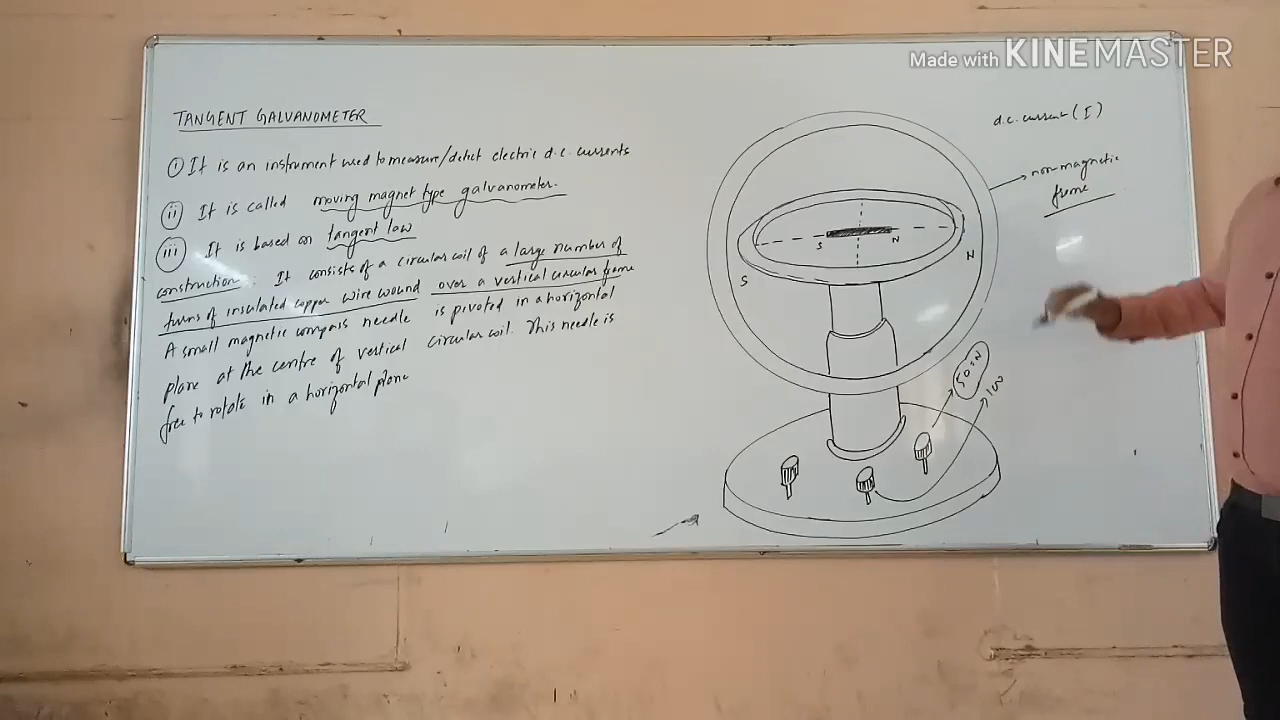 Made with KINEMASTER
TANGENT GALVANOMETER
(i) It is an instrument used to measure/detect electric d.c. currents
(ii) It is called moving magnet type galvanometer.
(iii) It is based on tangent law
construction: It consists of a circular coil of a large number of
turns of insulated copper wire wound over a vertical circular frame
A small magnetic compass needle is pivoted in a horizontal
plane at the centre of vertical circular coil. This needle is
free to rotate in a horizontal plane
d.c. current (I)
non-magnetic
frame
S N
S N
100